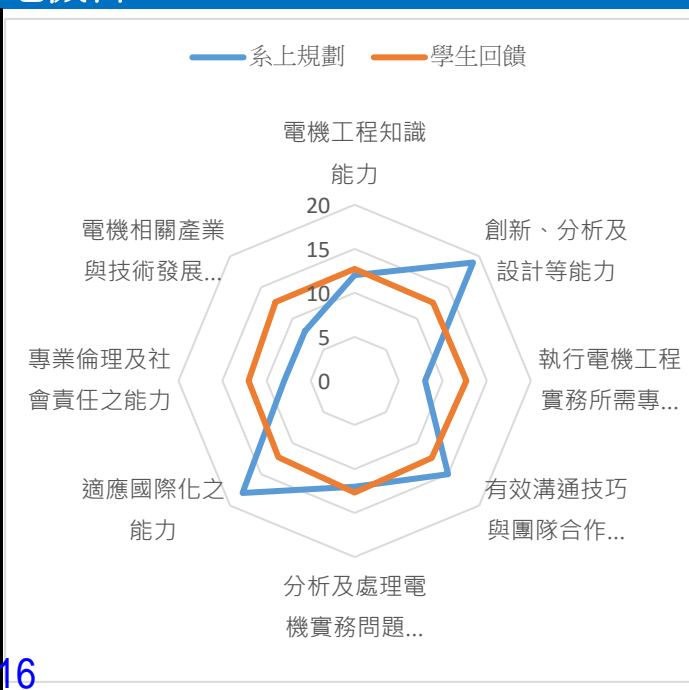 系上規劃 學生回饋
電機工程知識
能力
創新、分析及
設計等能力
執行電機工程
實務所需專...
有效溝通技巧
與團隊合作...
分析及處理電
機實務問題...
適應國際化之
能力
專業倫理及社
會責任之能力
電機相關產業
與技術發展...
20
15
10
5
0
16